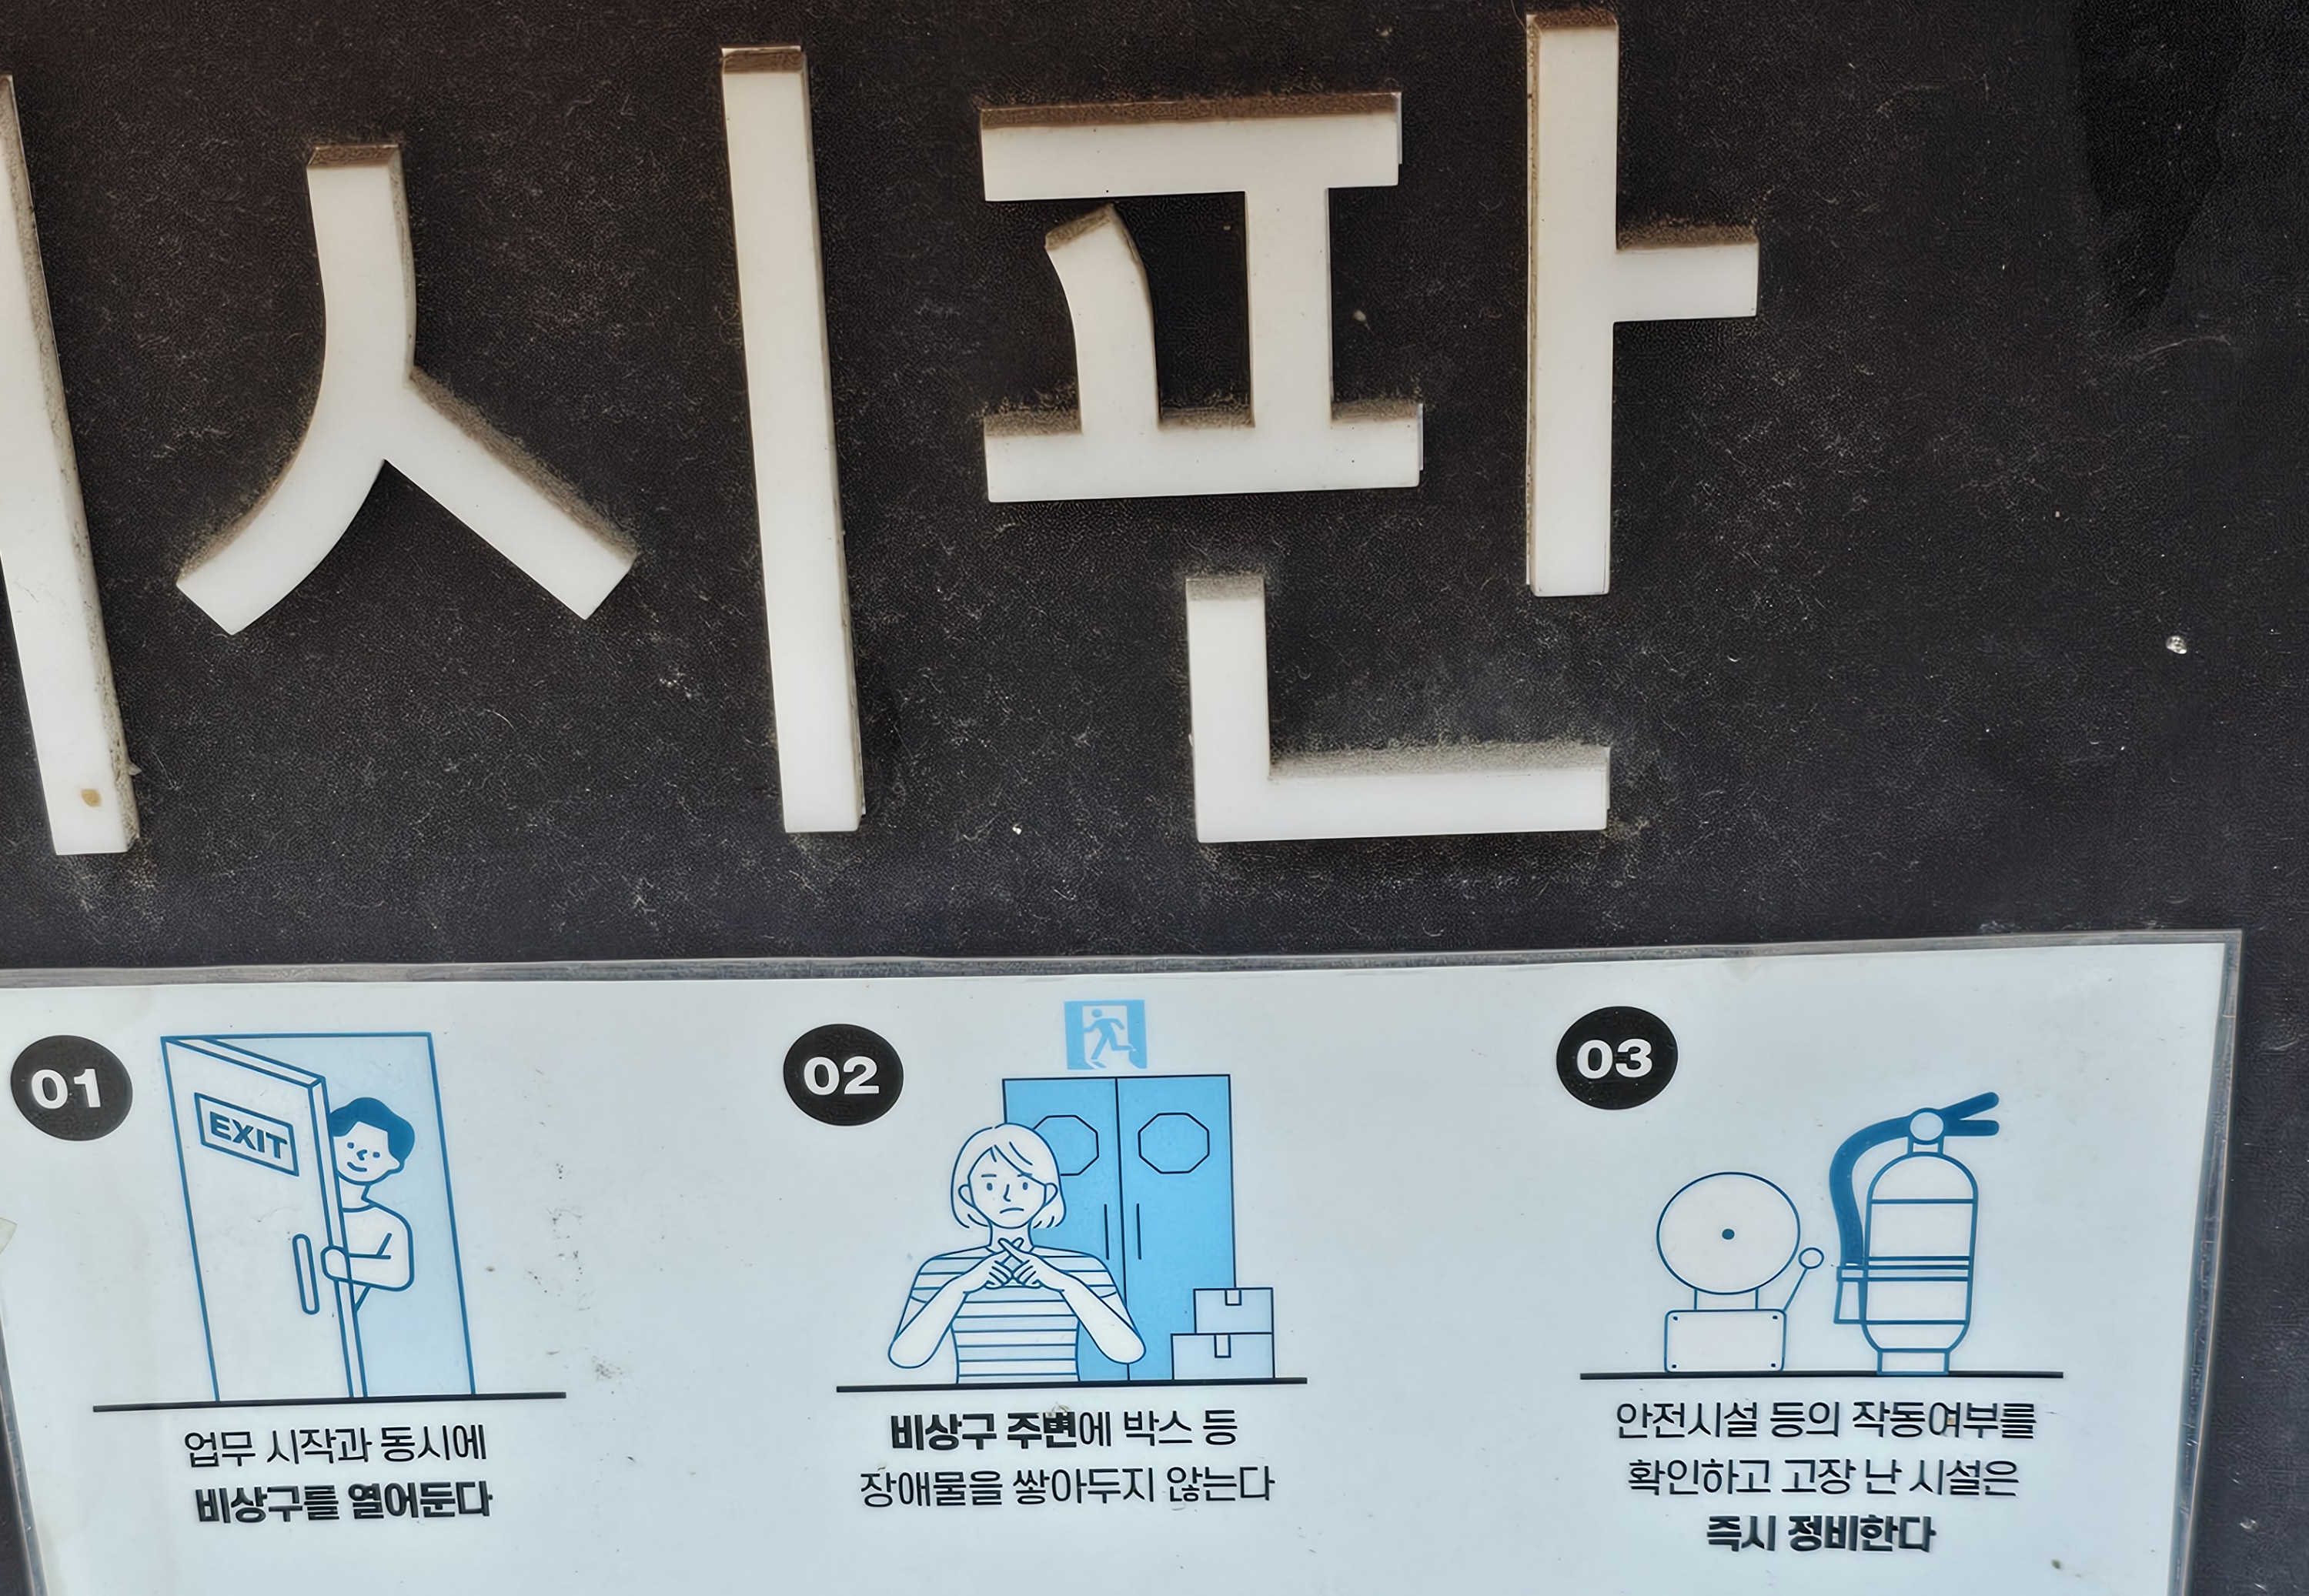 시판
01
EXIT
업무 시작과 동시에
비상구를 열어둔다
02
비상구 주변에 박스 등
장애물을 쌓아두지 않는다
03
안전시설 등의 작동여부를
확인하고 고장 난 시설은
즉시 정비한다